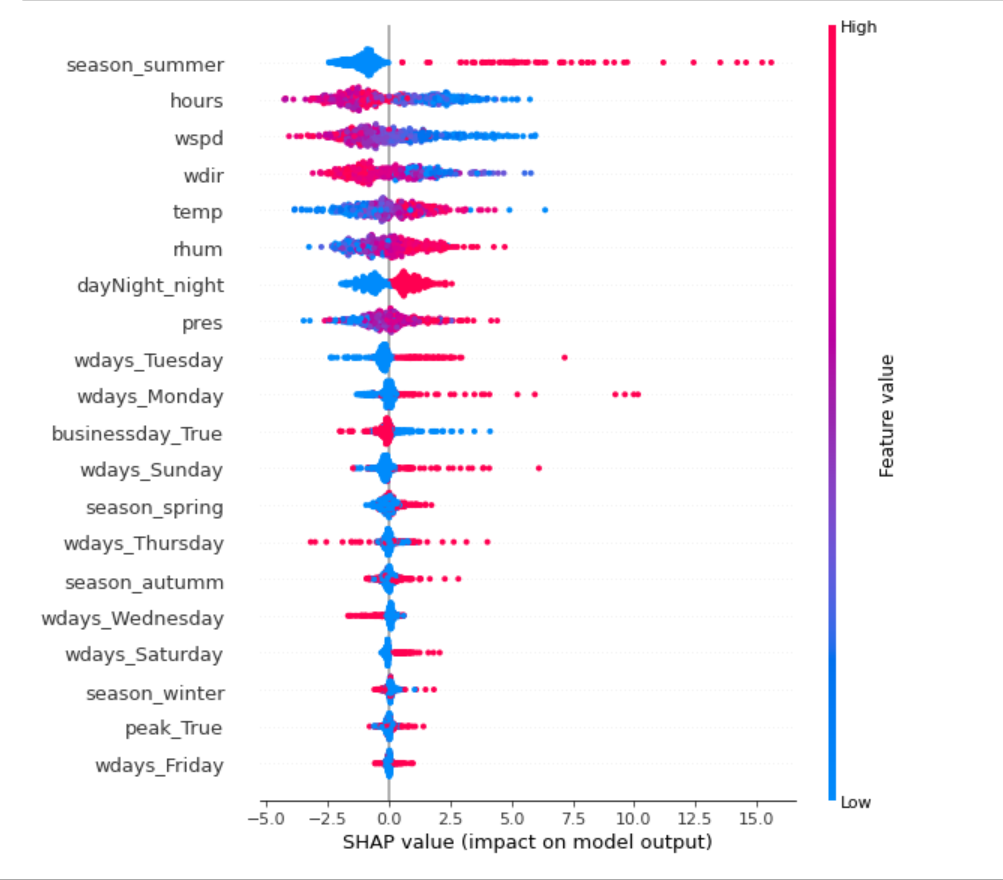 High
season_summer
hours
wspd
wdir
temp
rhum
dayNight_night
pres
wdays_Tuesday
wdays_Monday
businessday_True
wdays_Sunday
season_spring
wdays_Thursday
season_autumm
wdays_Wednesday
wdays_Saturday
season_winter
peak_True
wdays_Friday
Feature value
Low
−5.0 −2.5 0.0 2.5 5.0 7.5 10.0 12.5 15.0
SHAP value (impact on model output)